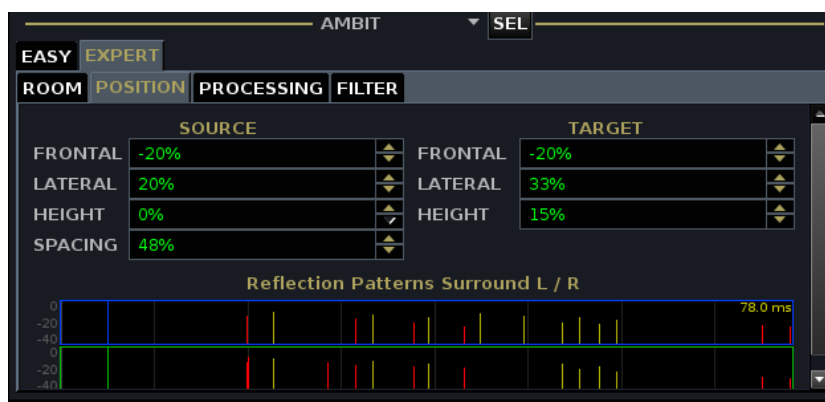 AMBIT SEL
EASY EXPERT
ROOM POSITION PROCESSING FILTER
SOURCE TARGET
FRONTAL -20% FRONTAL -20%
LATERAL 20% LATERAL 33%
HEIGHT 0% HEIGHT 15%
SPACING 48%
Reflection Patterns Surround L / R
0 78.0 ms
-20
-40
0
-20
-40